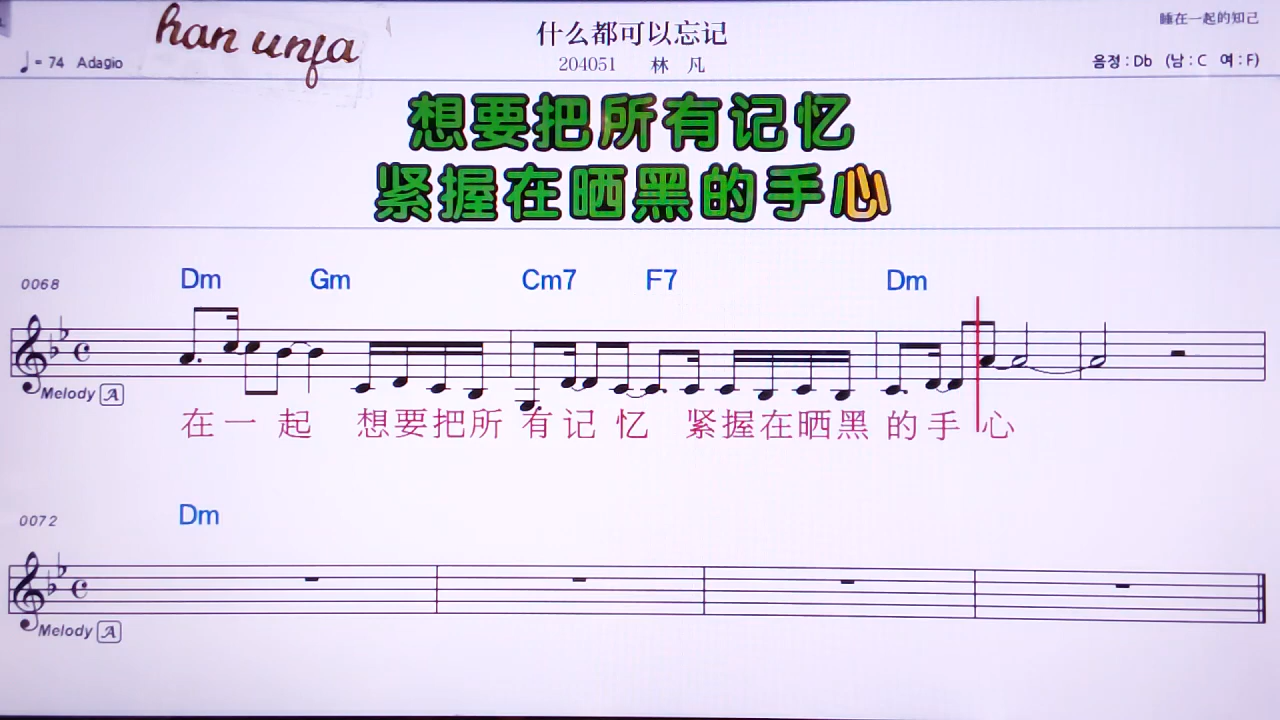 han unfa
什么都可以忘记
睡在一起的知己
♩= 74 Adagio
204051 林 凡
음정 : Db (남 : C 여 : F)
想要把所有记忆
紧握在晒黑的手心
0068 Dm Gm Cm7 F7 Dm
Melody A
在一 起 想要把所 有记 忆 紧握在晒黑 的手 心
0072 Dm
Melody A